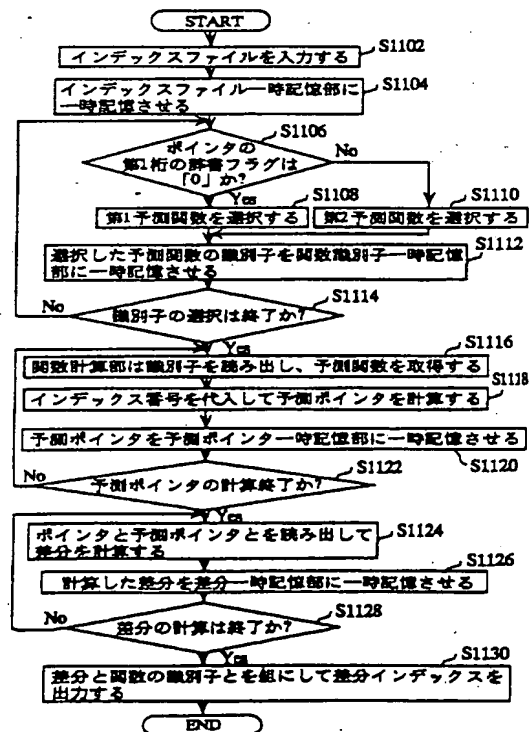 START
インデックスファイルを入力する
S1102
インデックスファイル一時記憶部に
一時記憶させる
S1104
ポインタの
第1桁の辞書フラグは
「0」か?
S1106
No
Yes
S1108
第1予測関数を選択する
S1110
第2予測関数を選択する
選択した予測関数の識別子を関数識別子一時記憶
部に一時記憶させる
S1112
識別子の選択は終了か?
S1114
No
Yes
関数計算部は識別子を読み出し、予測関数を取得する
S1116
インデックス番号を代入して予測ポインタを計算する
S1118
予測ポインタを予測ポインタ一時記憶部に一時記憶させる
S1120
予測ポインタの計算終了か?
S1122
No
Yes
ポインタと予測ポインタとを読み出して
差分を計算する
S1124
計算した差分を差分一時記憶部に一時記憶させる
S1126
差分の計算は終了か?
S1128
No
Yes
差分と関数の識別子とを組にして差分インデックスを
出力する
S1130
END